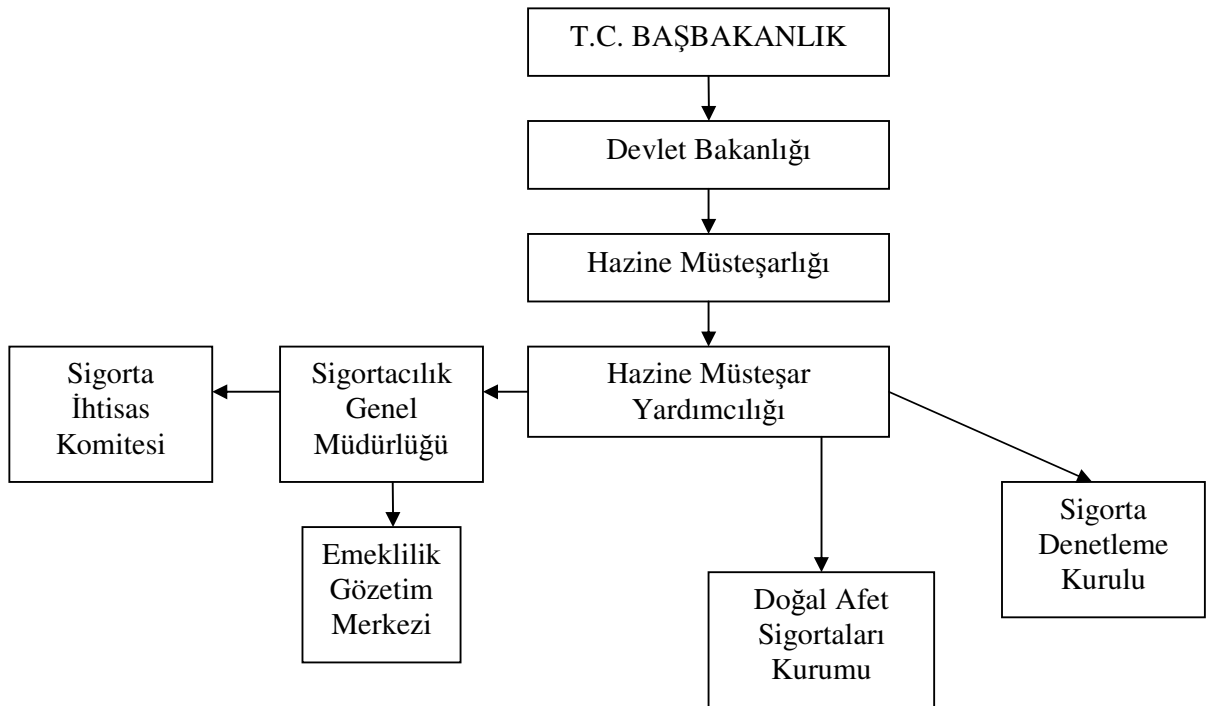 T.C. BAŞBAKANLIK
Devlet Bakanlığı
Hazine Müsteşarlığı
Hazine Müsteşar
Yardımcılığı
Sigortacılık
Genel
Müdürlüğü
Sigorta
İhtisas
Komitesi
Emeklilik
Gözetim
Merkezi
Doğal Afet
Sigortaları
Kurumu
Sigorta
Denetleme
Kurulu